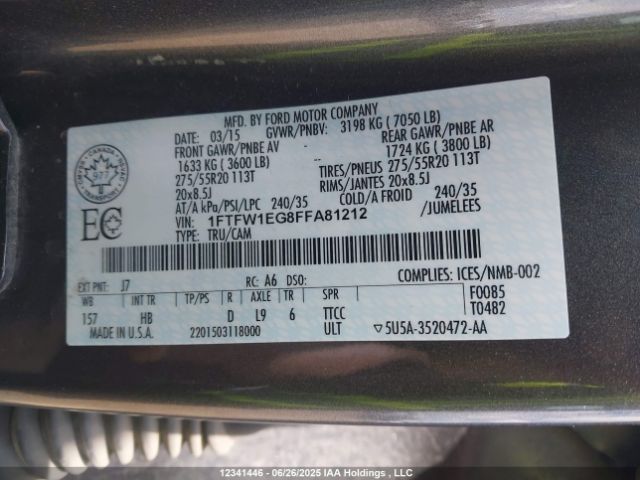 MFD. BY FORD MOTOR COMPANY
DATE: 03/15 GVWR/PNBV: 3198 KG ( 7050 LB)
FRONT GAWR/PNBE AV REAR GAWR/PNBE AR
1633 KG ( 3600 LB) 1724 KG ( 3800 LB)
275/55R20 113T TIRES/PNEUS 275/55R20 113T
20x8.5J RIMS/JANTES 20x8.5J
AT/A kPa/PSI/LPC 240/35 COLD/A FROID 240/35
VIN: 1FTFW1EG8FFA81212 /JUMELEES
TYPE: TRU/CAM
977
TRANSPORT
EC
EXT PNT: J7 RC: A6 DSO: COMPLIES: ICES/NMB-002
WB INT TR TP/PS R AXLE TR SPR F0085
157 HB D L9 6 TTCC T0482
MADE IN U.S.A. 2201503118000 ULT ▽5U5A-3520472-AA
12341446 - 06/26/2025 IAA Holdings , LLC